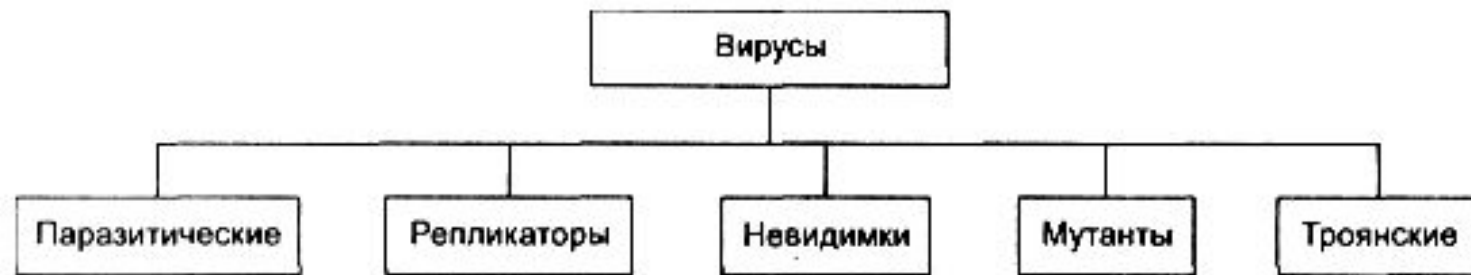 Вирусы
Паразитические
Репликаторы
Невидимки
Мутанты
Троянские